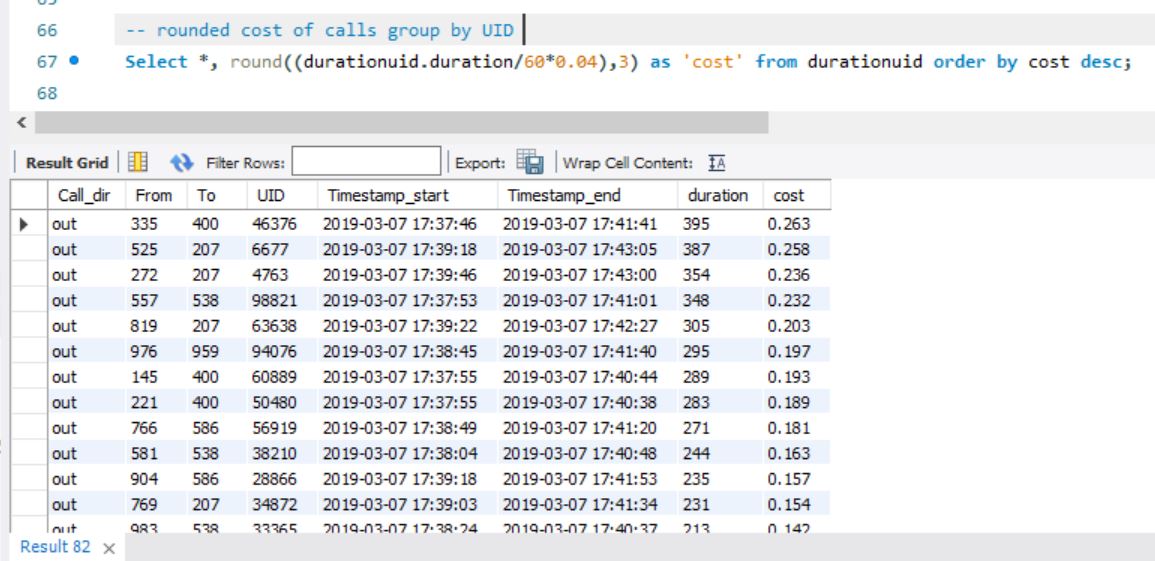 66 -- rounded cost of calls group by UID
67 Select *, round((durationuid.duration/60*0.04),3) as 'cost' from durationuid order by cost desc;
68
Result Grid Filter Rows: Export: Wrap Cell Content: IA
Call_dir From To UID Timestamp_start Timestamp_end duration cost
out 335 400 46376 2019-03-07 17:37:46 2019-03-07 17:41:41 395 0.263
out 525 207 6677 2019-03-07 17:39:18 2019-03-07 17:43:05 387 0.258
out 272 207 4763 2019-03-07 17:39:46 2019-03-07 17:43:00 354 0.236
out 557 538 98821 2019-03-07 17:37:53 2019-03-07 17:41:01 348 0.232
out 819 207 63638 2019-03-07 17:39:22 2019-03-07 17:42:27 305 0.203
out 976 959 94076 2019-03-07 17:38:45 2019-03-07 17:41:40 295 0.197
out 145 400 60889 2019-03-07 17:37:55 2019-03-07 17:40:44 289 0.193
out 221 400 50480 2019-03-07 17:37:55 2019-03-07 17:40:38 283 0.189
out 766 586 56919 2019-03-07 17:38:49 2019-03-07 17:41:20 271 0.181
out 581 538 38210 2019-03-07 17:38:04 2019-03-07 17:40:48 244 0.163
out 904 586 28866 2019-03-07 17:39:18 2019-03-07 17:41:53 235 0.157
out 769 207 34872 2019-03-07 17:39:03 2019-03-07 17:41:34 231 0.154
out 983 538 33365 2019-03-07 17:38:24 2019-03-07 17:40:37 213 0.142
Result 82